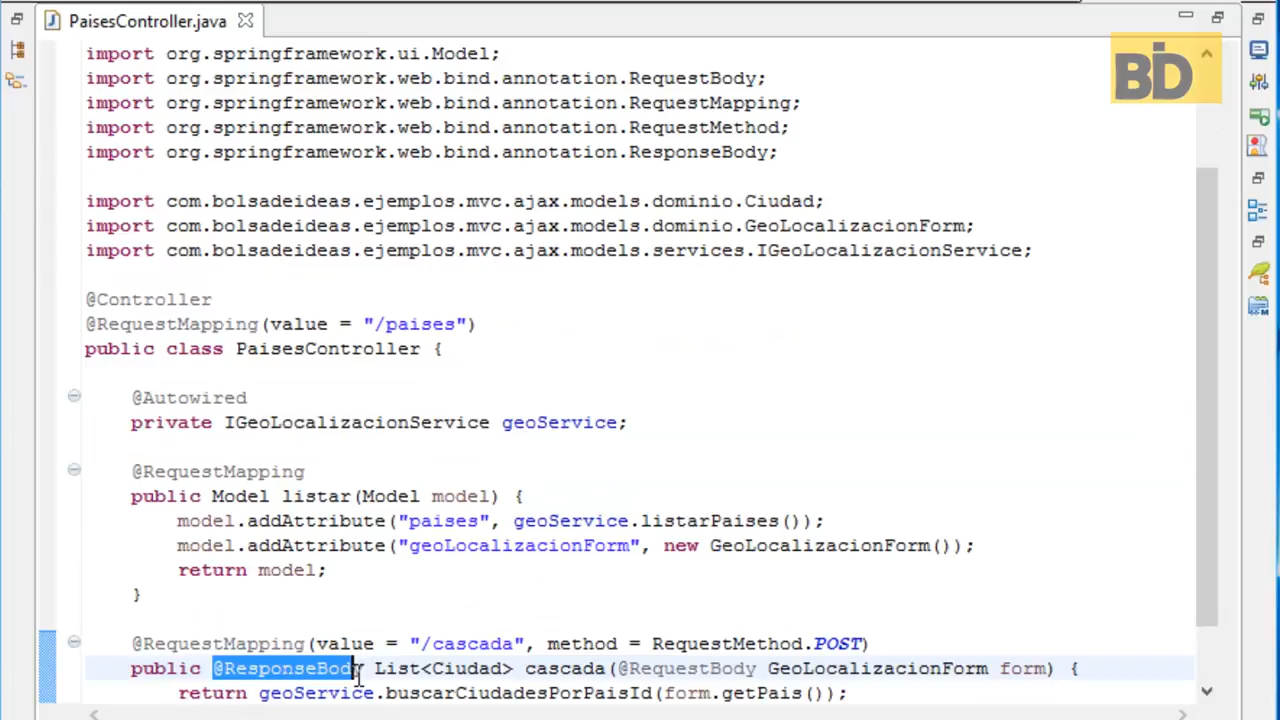 PaisesController.java
BD
import org.springframework.ui.Model;
import org.springframework.web.bind.annotation.RequestBody;
import org.springframework.web.bind.annotation.RequestMapping;
import org.springframework.web.bind.annotation.RequestMethod;
import org.springframework.web.bind.annotation.ResponseBody;
import com.bolsadeideas.ejemplos.mvc.ajax.models.dominio.Ciudad;
import com.bolsadeideas.ejemplos.mvc.ajax.models.dominio.GeoLocalizacionForm;
import com.bolsadeideas.ejemplos.mvc.ajax.models.services.IGeoLocalizacionService;
@Controller
@RequestMapping(value = "/paises")
public class PaisesController {
@Autowired
private IGeoLocalizacionService geoService;
@RequestMapping
public Model listar(Model model) {
model.addAttribute("paises", geoService.listarPaises());
model.addAttribute("geoLocalizacionForm", new GeoLocalizacionForm());
return model;
}
@RequestMapping(value = "/cascada", method = RequestMethod.POST)
public @ResponseBody List<Ciudad> cascada(@RequestBody GeoLocalizacionForm form) {
return geoService.buscarCiudadesPorPaisId(form.getPais());